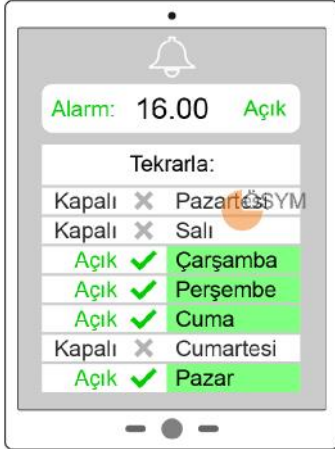 Alarm: 16.00 Açık
Tekrarla:
Kapalı Pazartesi ÖSYM
Kapalı Salı
Açık Çarşamba
Açık Perşembe
Açık Cuma
Kapalı Cumartesi
Açık Pazar